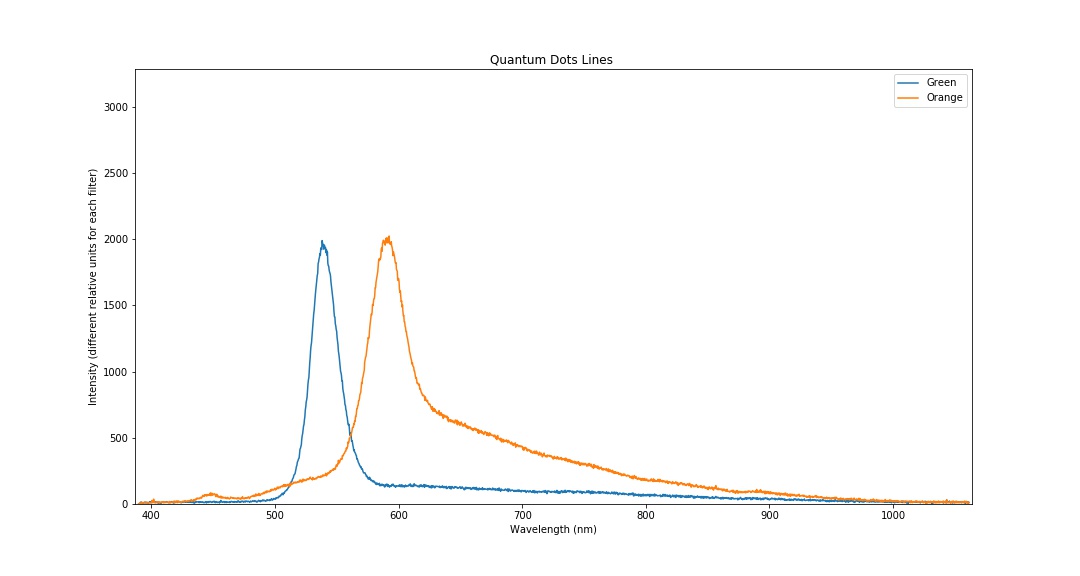 Quantum Dots Lines
Green
Orange
Intensity (different relative units for each filter)
3000
2500
2000
1500
1000
500
0
400
500
600
700
800
900
1000
Wavelength (nm)